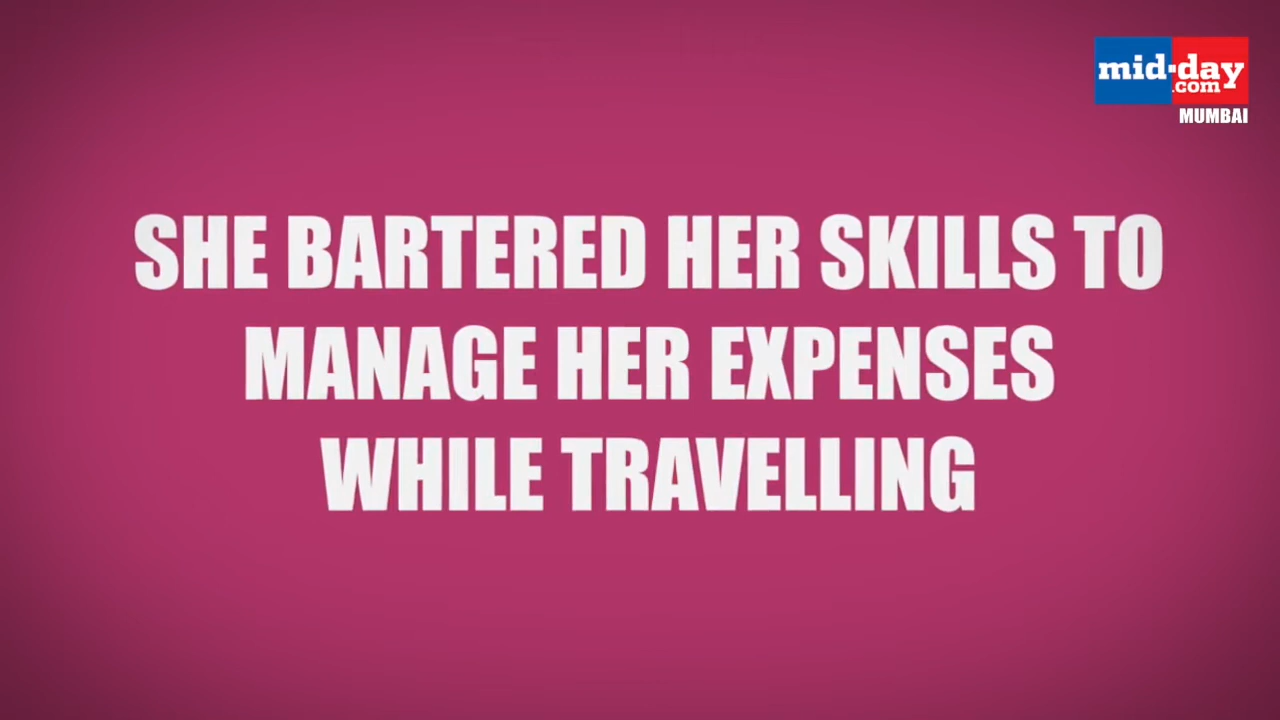 mid-day
.com
MUMBAI
SHE BARTERED HER SKILLS TO
MANAGE HER EXPENSES
WHILE TRAVELLING